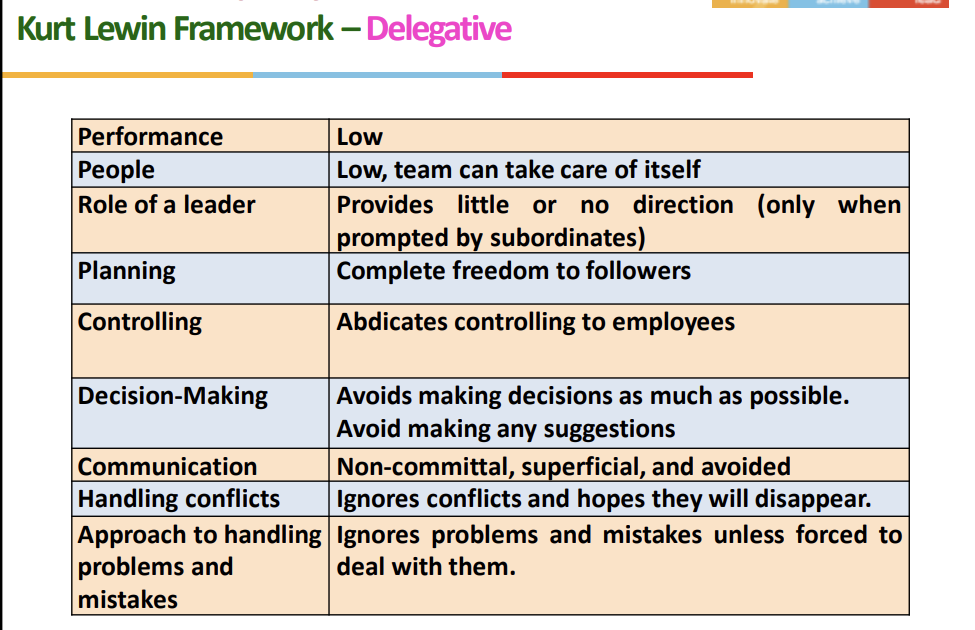 innovate achieve lead
Kurt Lewin Framework – Delegative
Performance Low
People Low, team can take care of itself
Role of a leader Provides little or no direction (only when
prompted by subordinates)
Planning Complete freedom to followers
Controlling Abdicates controlling to employees
Decision-Making Avoids making decisions as much as possible.
Avoid making any suggestions
Communication Non-committal, superficial, and avoided
Handling conflicts Ignores conflicts and hopes they will disappear.
Approach to handling Ignores problems and mistakes unless forced to
problems and deal with them.
mistakes